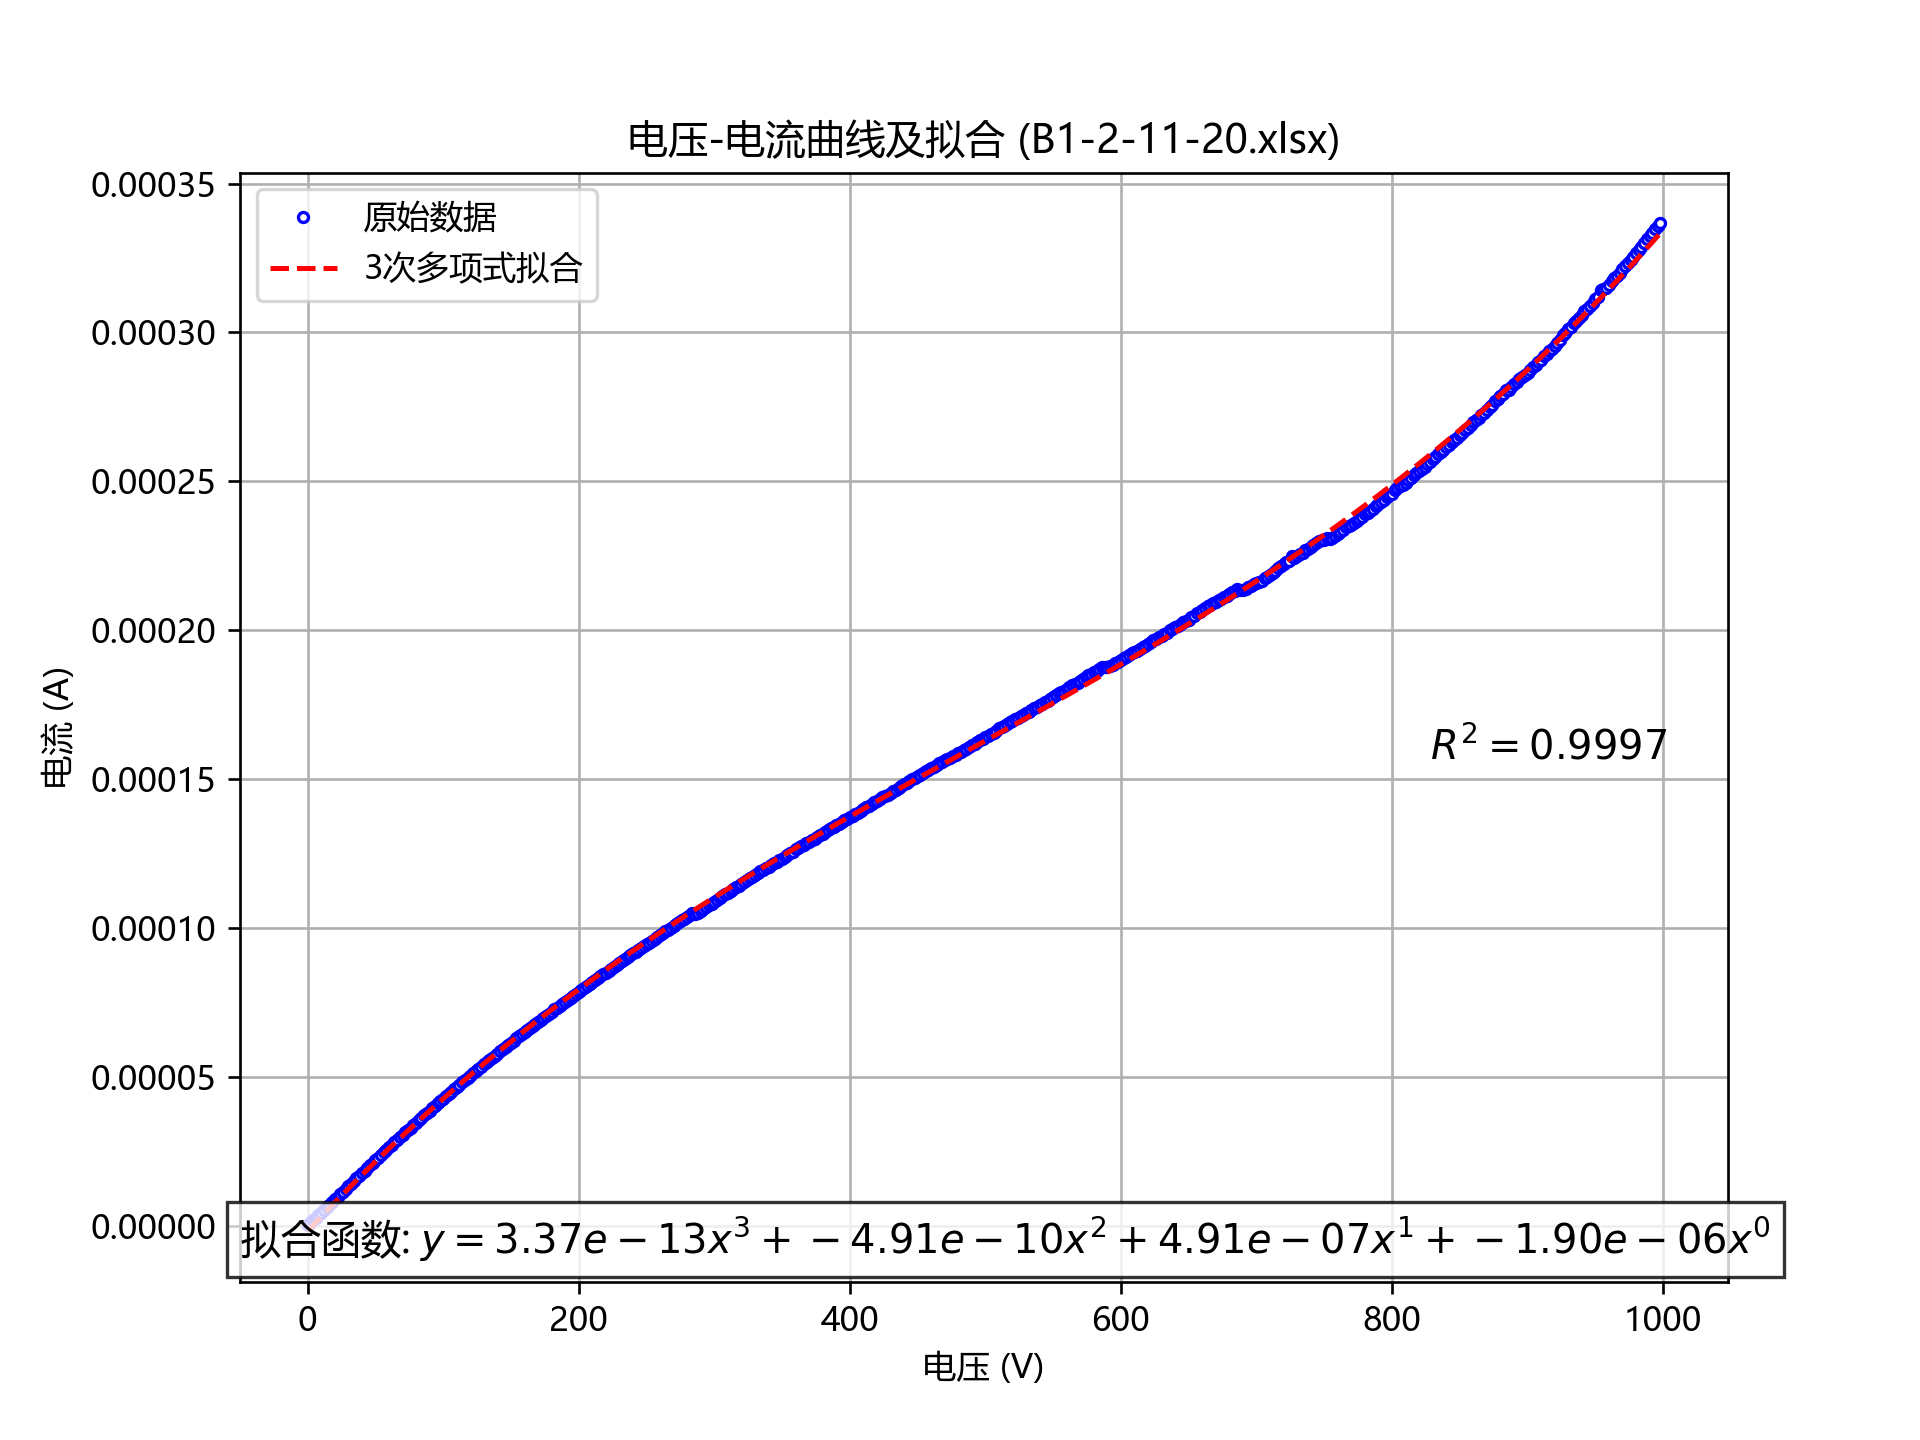 电压-电流曲线及拟合 (B1-2-11-20.xlsx)
原始数据
3次多项式拟合
0.00035
0.00030
0.00025
0.00020
0.00015
0.00010
0.00005
0.00000
电流 (A)
R² = 0.9997
拟合函数: y = 3.37e − 13x³ + −4.91e − 10x² + 4.91e − 07x¹ + −1.90e − 06x⁰
0 200 400 600 800 1000
电压 (V)